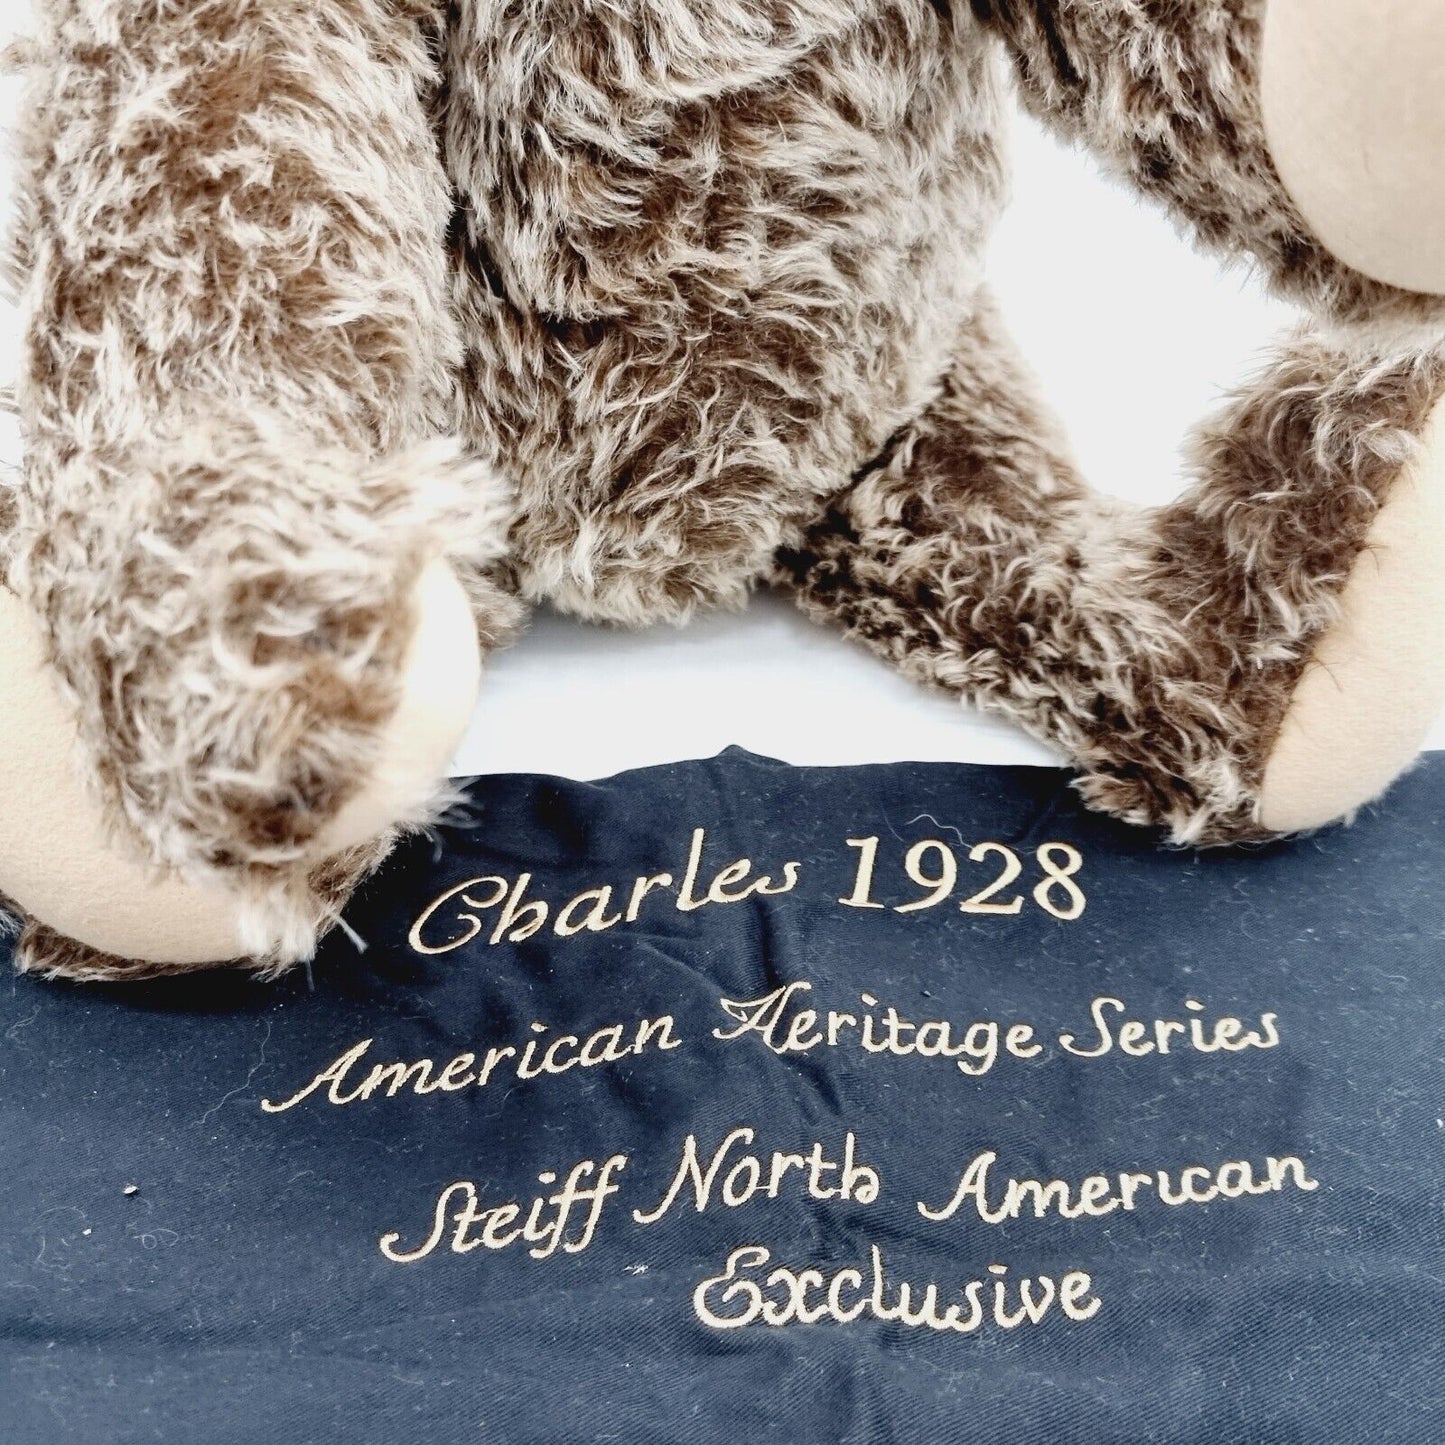 Charles 1928
American Heritage Series
Steiff North American
Exclusive